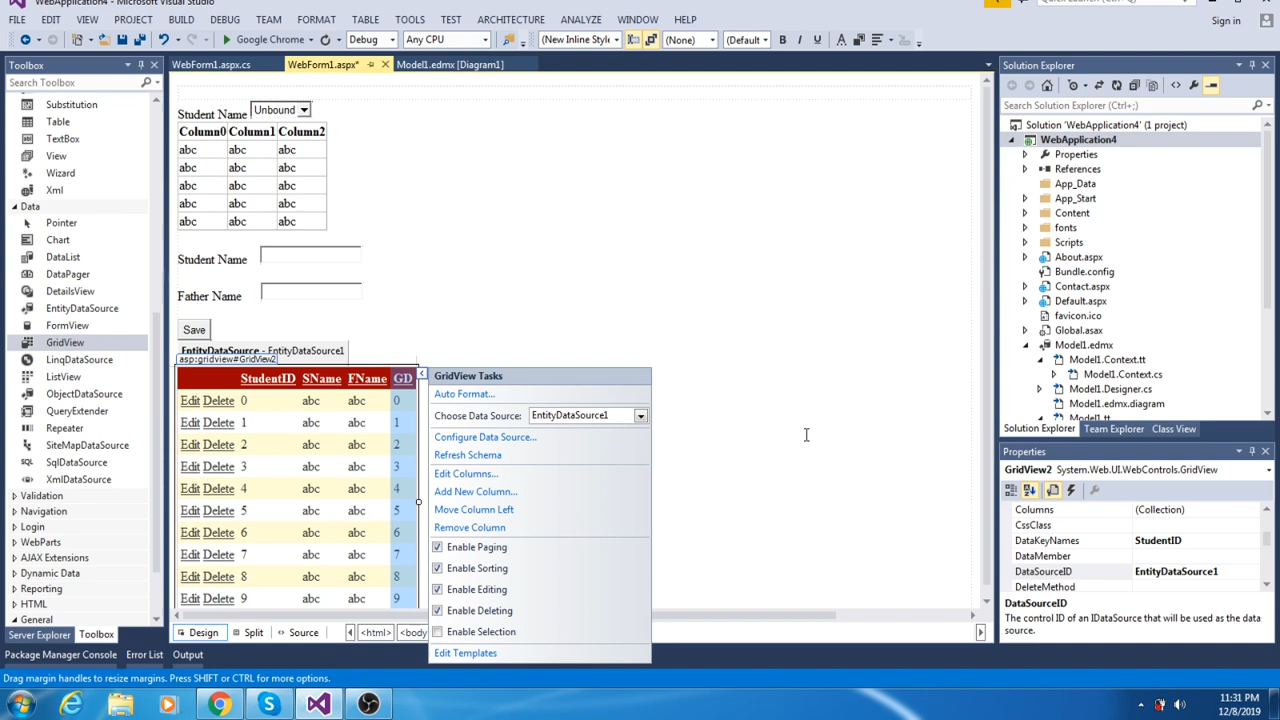 WebApplication4 - Microsoft Visual Studio
Quick Launch (Ctrl+Q)
FILE EDIT VIEW PROJECT BUILD DEBUG TEAM FORMAT TABLE TOOLS TEST ARCHITECTURE ANALYZE WINDOW HELP
Sign in
Google Chrome
Debug
Any CPU
(New Inline Style)
(None)
(Default)
B I U
Toolbox
Search Toolbox
Substitution
Table
TextBox
View
Wizard
Xml
Data
Pointer
Chart
DataList
DataPager
DetailsView
EntityDataSource
FormView
GridView
LinqDataSource
ListView
ObjectDataSource
QueryExtender
Repeater
SiteMapDataSource
SqlDataSource
XmlDataSource
Validation
Navigation
Login
WebParts
AJAX Extensions
Dynamic Data
Reporting
HTML
General
Server Explorer Toolbox
WebForm1.aspx.cs
WebForm1.aspx*
Model1.edmx [Diagram1]
Student Name Unbound
Column0 Column1 Column2
abc abc abc
abc abc abc
abc abc abc
abc abc abc
abc abc abc
Student Name
Father Name
Save
EntityDataSource - EntityDataSource1
asp:gridview#GridView2
StudentID SName FName GD
Edit Delete 0 abc abc 0
Edit Delete 1 abc abc 1
Edit Delete 2 abc abc 2
Edit Delete 3 abc abc 3
Edit Delete 4 abc abc 4
Edit Delete 5 abc abc 5
Edit Delete 6 abc abc 6
Edit Delete 7 abc abc 7
Edit Delete 8 abc abc 8
Edit Delete 9 abc abc 9
GridView Tasks
Auto Format...
Choose Data Source: EntityDataSource1
Configure Data Source...
Refresh Schema
Edit Columns...
Add New Column...
Move Column Left
Remove Column
Enable Paging
Enable Sorting
Enable Editing
Enable Deleting
Enable Selection
Edit Templates
Design Split Source <html> <body
Solution Explorer
Search Solution Explorer (Ctrl+;)
Solution 'WebApplication4' (1 project)
WebApplication4
Properties
References
App_Data
App_Start
Content
fonts
Scripts
About.aspx
Bundle.config
Contact.aspx
Default.aspx
favicon.ico
Global.asax
Model1.edmx
Model1.Context.tt
Model1.Context.cs
Model1.Designer.cs
Model1.edmx.diagram
Model1.tt
Solution Explorer Team Explorer Class View
Properties
GridView2 System.Web.UI.WebControls.GridView
Columns (Collection)
CssClass
DataKeyNames StudentID
DataMember
DataSourceID EntityDataSource1
DeleteMethod
DataSourceID
The control ID of an IDataSource that will be used as the data
source.
Package Manager Console Error List Output
Drag margin handles to resize margins. Press SHIFT or CTRL for more options.
11:31 PM
12/8/2019